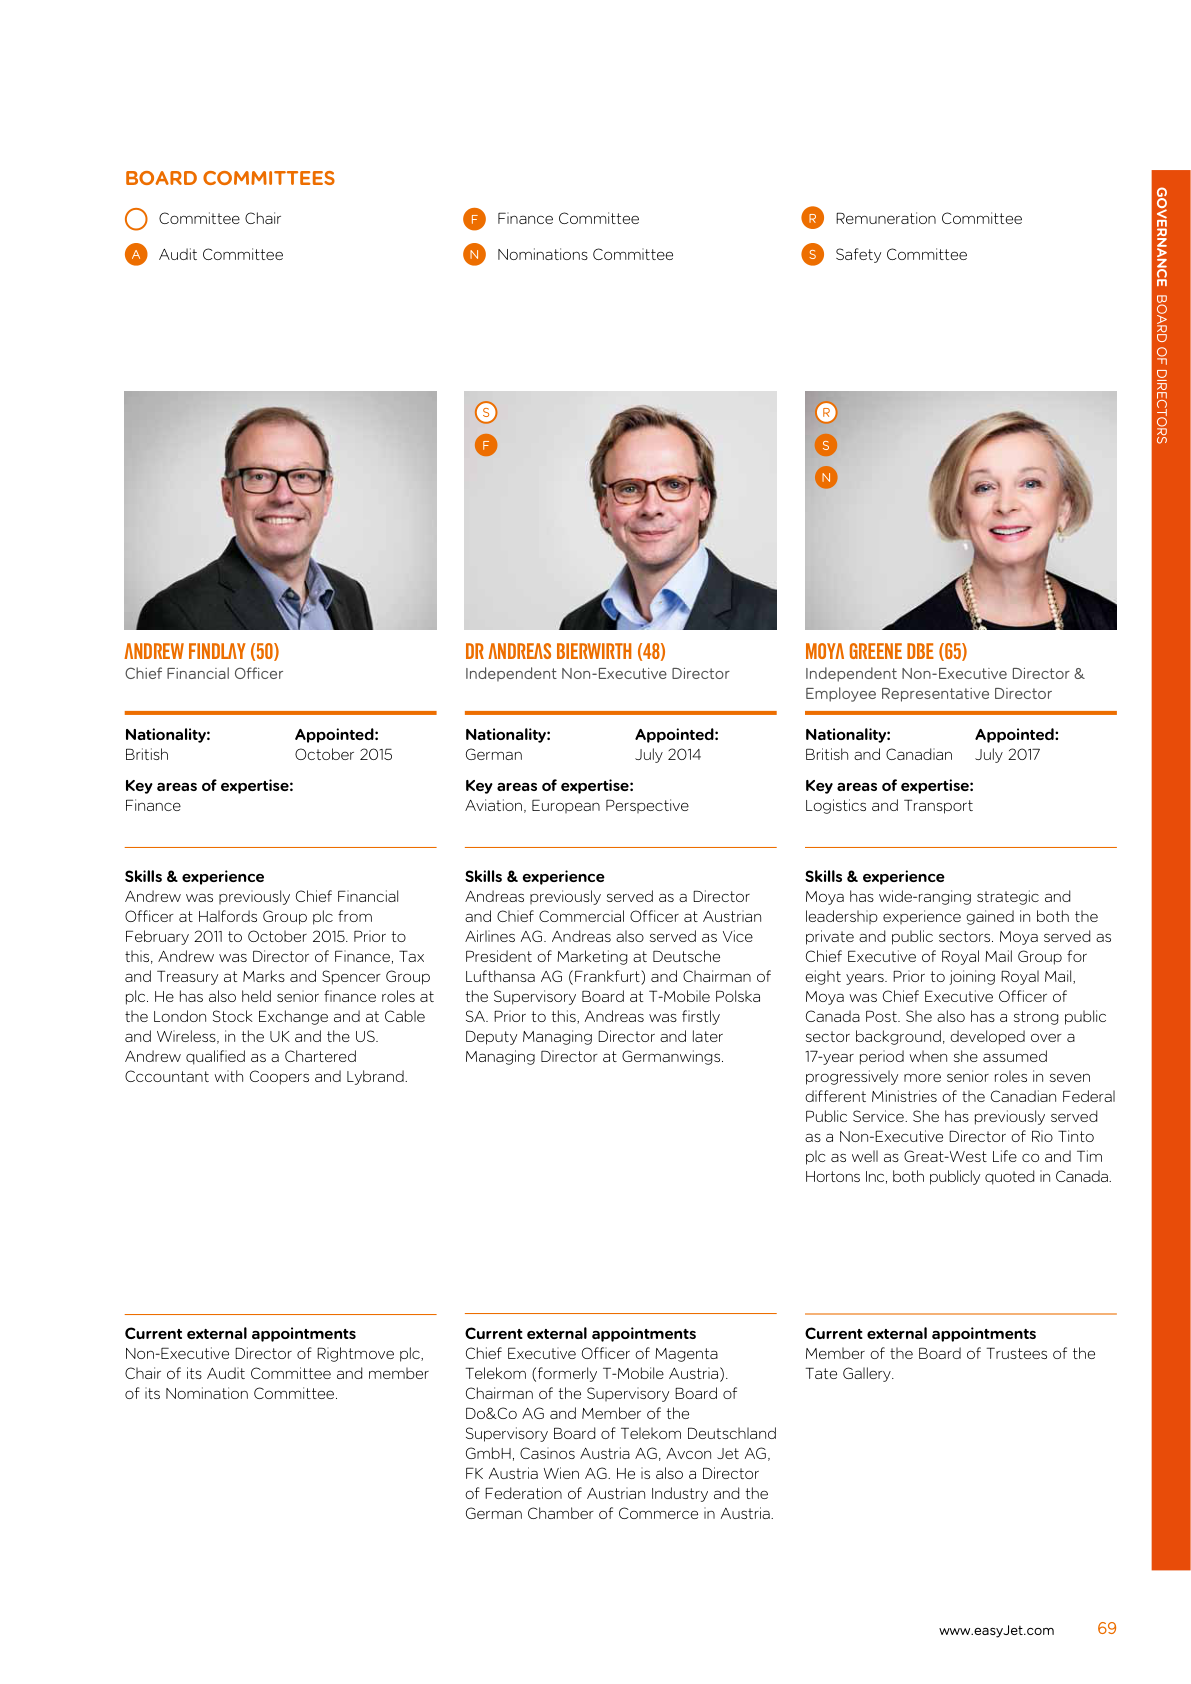 BOARD COMMITTEES
Committee Chair
A Audit Committee
F Finance Committee
N Nominations Committee
R Remuneration Committee
S Safety Committee
GOVERNANCE BOARD OF DIRECTORS
ANDREW FINDLAY (50)
Chief Financial Officer
Nationality: Appointed:
British October 2015
Key areas of expertise:
Finance
Skills & experience
Andrew was previously Chief Financial
Officer at Halfords Group plc from
February 2011 to October 2015. Prior to
this, Andrew was Director of Finance, Tax
and Treasury at Marks and Spencer Group
plc. He has also held senior finance roles at
the London Stock Exchange and at Cable
and Wireless, in the UK and the US.
Andrew qualified as a Chartered
Cccountant with Coopers and Lybrand.
Current external appointments
Non-Executive Director of Rightmove plc,
Chair of its Audit Committee and member
of its Nomination Committee.
S
F
DR ANDREAS BIERWIRTH (48)
Independent Non-Executive Director
Nationality: Appointed:
German July 2014
Key areas of expertise:
Aviation, European Perspective
Skills & experience
Andreas previously served as a Director
and Chief Commercial Officer at Austrian
Airlines AG. Andreas also served as Vice
President of Marketing at Deutsche
Lufthansa AG (Frankfurt) and Chairman of
the Supervisory Board at T-Mobile Polska
SA. Prior to this, Andreas was firstly
Deputy Managing Director and later
Managing Director at Germanwings.
Current external appointments
Chief Executive Officer of Magenta
Telekom (formerly T-Mobile Austria).
Chairman of the Supervisory Board of
Do&Co AG and Member of the
Supervisory Board of Telekom Deutschland
GmbH, Casinos Austria AG, Avcon Jet AG,
FK Austria Wien AG. He is also a Director
of Federation of Austrian Industry and the
German Chamber of Commerce in Austria.
R
S
N
MOYA GREENE DBE (65)
Independent Non-Executive Director &
Employee Representative Director
Nationality: Appointed:
British and Canadian July 2017
Key areas of expertise:
Logistics and Transport
Skills & experience
Moya has wide-ranging strategic and
leadership experience gained in both the
private and public sectors. Moya served as
Chief Executive of Royal Mail Group for
eight years. Prior to joining Royal Mail,
Moya was Chief Executive Officer of
Canada Post. She also has a strong public
sector background, developed over a
17-year period when she assumed
progressively more senior roles in seven
different Ministries of the Canadian Federal
Public Service. She has previously served
as a Non-Executive Director of Rio Tinto
plc as well as Great-West Life co and Tim
Hortons Inc, both publicly quoted in Canada.
Current external appointments
Member of the Board of Trustees of the
Tate Gallery.
www.easyJet.com 69